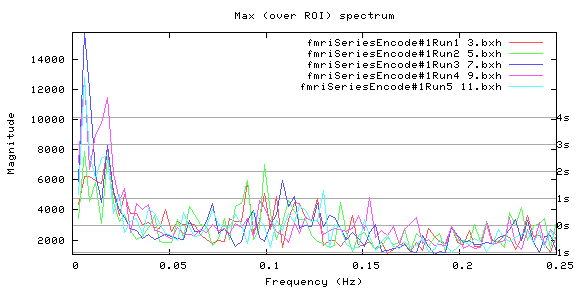 Max (over ROI) spectrum
fmriSeriesEncode#1Run1 3.bxh
fmriSeriesEncode#1Run2 5.bxh
fmriSeriesEncode#1Run3 7.bxh
fmriSeriesEncode#1Run4 9.bxh
fmriSeriesEncode#1Run5 11.bxh
Magnitude
14000
12000
10000
8000
6000
4000
2000
4s
3s
2s
1s
0s
1s
0
0.05
0.1
0.15
0.2
0.25
Frequency (Hz)